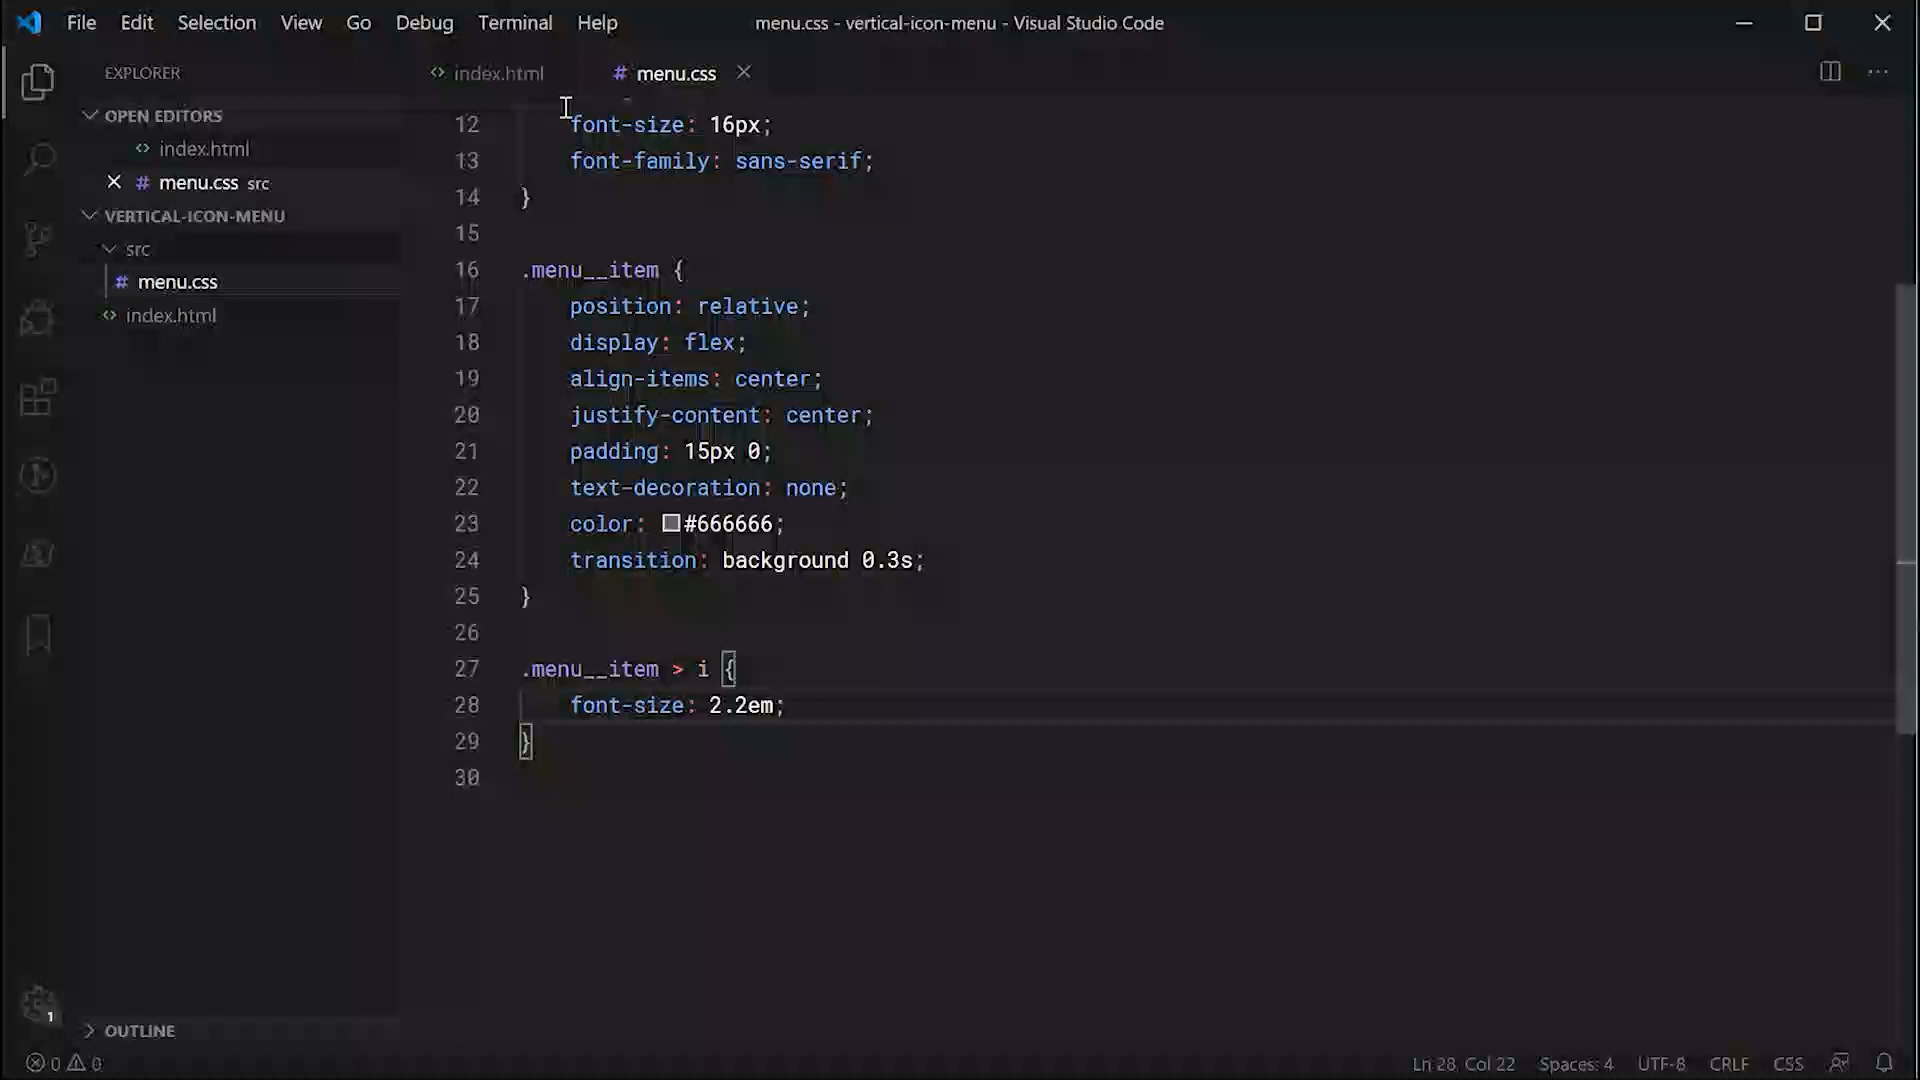 File Edit Selection View Go Debug Terminal Help
menu.css - vertical-icon-menu - Visual Studio Code
EXPLORER
OPEN EDITORS
<> index.html
# menu.css src
VERTICAL-ICON-MENU
src
# menu.css
<> index.html
<> index.html
# menu.css
12 font-size: 16px;
13 font-family: sans-serif;
14 }
15
16 .menu__item {
17 position: relative;
18 display: flex;
19 align-items: center;
20 justify-content: center;
21 padding: 15px 0;
22 text-decoration: none;
23 color: #666666;
24 transition: background 0.3s;
25 }
26
27 .menu__item > i {
28 font-size: 2.2em;
29 }
30
1
OUTLINE
0 0
Ln 28, Col 22 Spaces: 4 UTF-8 CRLF CSS